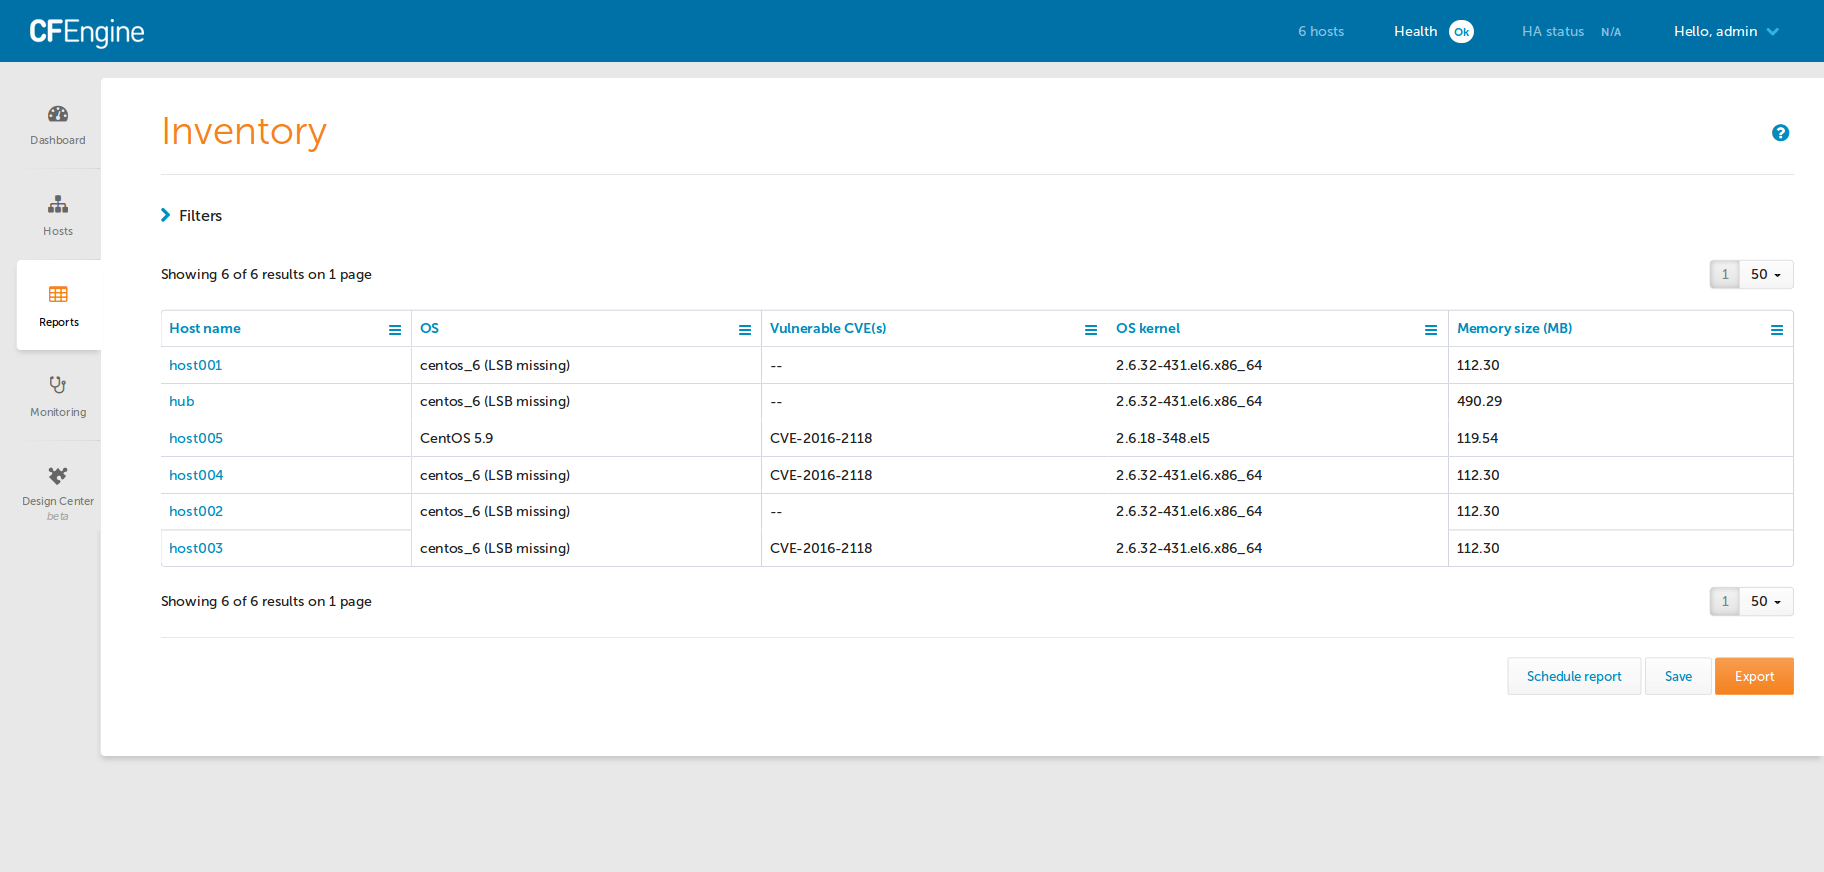 CFEngine 6 hosts Health Ok HA status N/A Hello, admin
Dashboard
Hosts
Reports
Monitoring
Design Center
beta
Inventory
Filters
Showing 6 of 6 results on 1 page 1 50
Host name OS Vulnerable CVE(s) OS kernel Memory size (MB)
host001 centos_6 (LSB missing) -- 2.6.32-431.el6.x86_64 112.30
hub centos_6 (LSB missing) -- 2.6.32-431.el6.x86_64 490.29
host005 CentOS 5.9 CVE-2016-2118 2.6.18-348.el5 119.54
host004 centos_6 (LSB missing) CVE-2016-2118 2.6.32-431.el6.x86_64 112.30
host002 centos_6 (LSB missing) -- 2.6.32-431.el6.x86_64 112.30
host003 centos_6 (LSB missing) CVE-2016-2118 2.6.32-431.el6.x86_64 112.30
Showing 6 of 6 results on 1 page 1 50
Schedule report Save Export